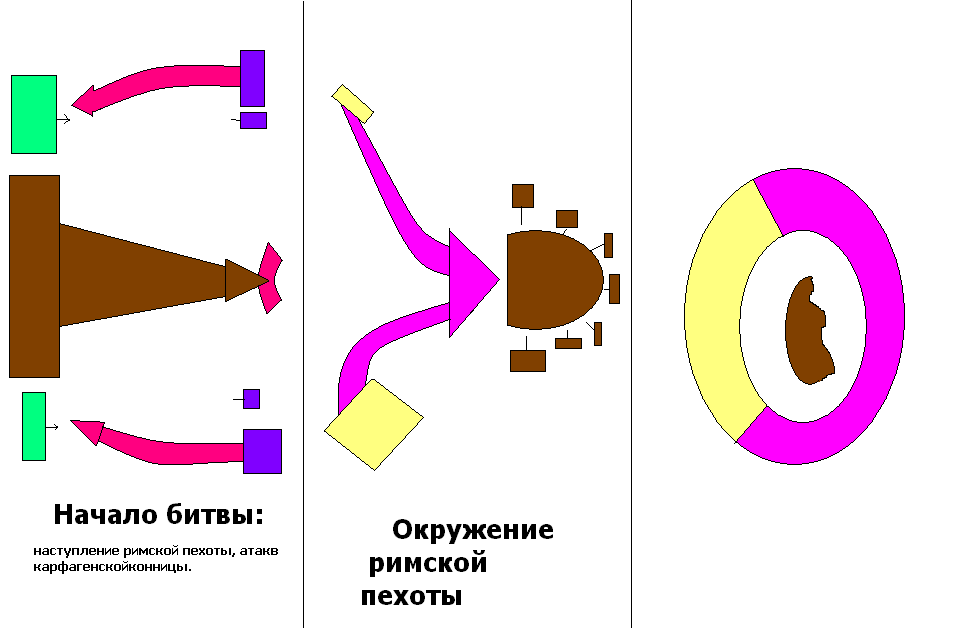 Начало битвы:
наступление римской пехоты, атакв
карфагенскойконницы.
Окружение
римской
пехоты